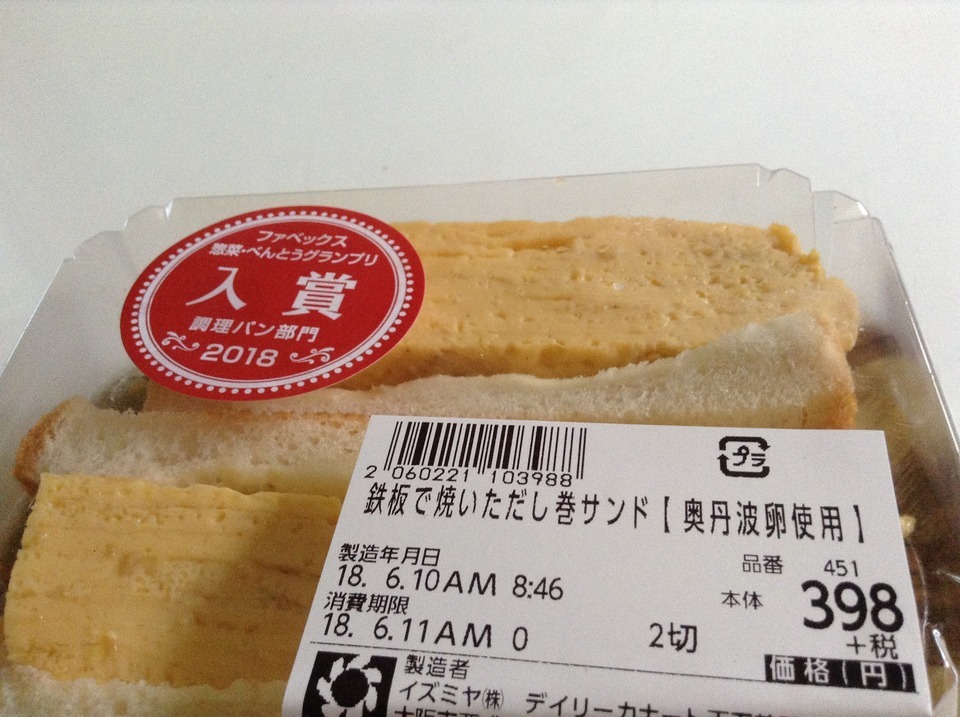 ファベックス
惣菜・べんとうグランプリ
入賞
調理パン部門
2018
2 060221 103988
プラ
鉄板で焼いただし巻サンド【奥丹波卵使用】
製造年月日
18. 6.10AM 8:46
品番 451
消費期限
18. 6.11AM 0
2切
本体 398
+税
価格(円)
製造者
イズミヤ㈱ デイリーカナート